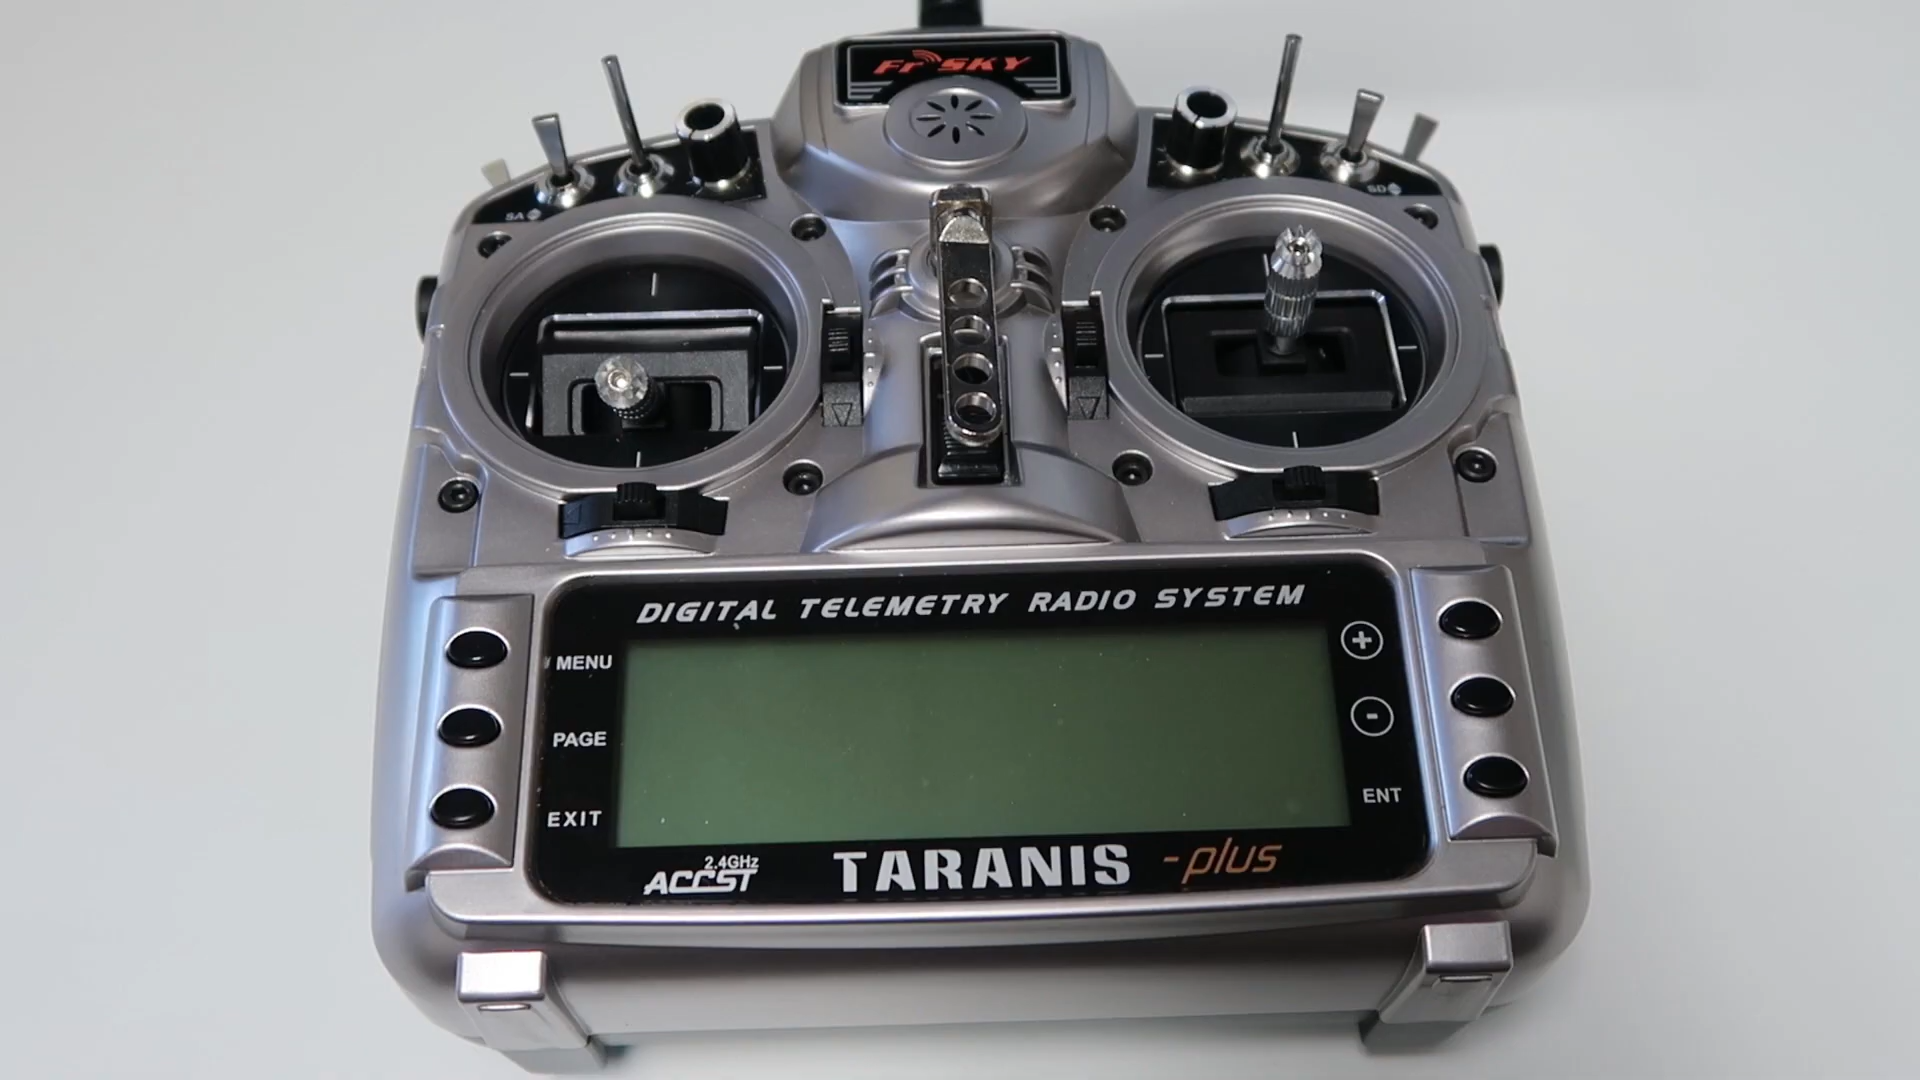 FrSKY
SA
SD
DIGITAL TELEMETRY RADIO SYSTEM
MENU
+
PAGE
-
EXIT
ENT
2.4GHz
ACCST
TARANIS -plus